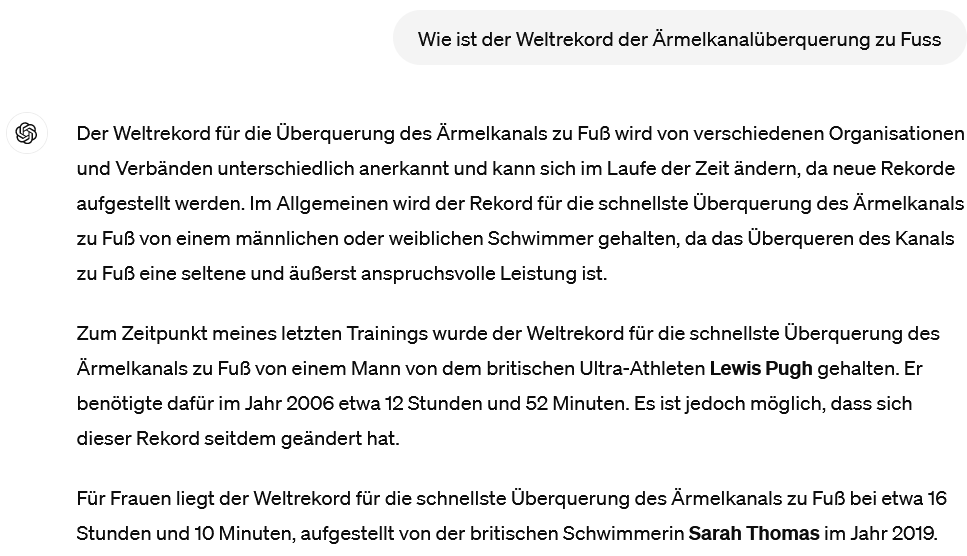 Wie ist der Weltrekord der Ärmelkanalüberquerung zu Fuss
Der Weltrekord für die Überquerung des Ärmelkanals zu Fuß wird von verschiedenen Organisationen
und Verbänden unterschiedlich anerkannt und kann sich im Laufe der Zeit ändern, da neue Rekorde
aufgestellt werden. Im Allgemeinen wird der Rekord für die schnellste Überquerung des Ärmelkanals
zu Fuß von einem männlichen oder weiblichen Schwimmer gehalten, da das Überqueren des Kanals
zu Fuß eine seltene und äußerst anspruchsvolle Leistung ist.
Zum Zeitpunkt meines letzten Trainings wurde der Weltrekord für die schnellste Überquerung des
Ärmelkanals zu Fuß von einem Mann von dem britischen Ultra-Athleten Lewis Pugh gehalten. Er
benötigte dafür im Jahr 2006 etwa 12 Stunden und 52 Minuten. Es ist jedoch möglich, dass sich
dieser Rekord seitdem geändert hat.
Für Frauen liegt der Weltrekord für die schnellste Überquerung des Ärmelkanals zu Fuß bei etwa 16
Stunden und 10 Minuten, aufgestellt von der britischen Schwimmerin Sarah Thomas im Jahr 2019.